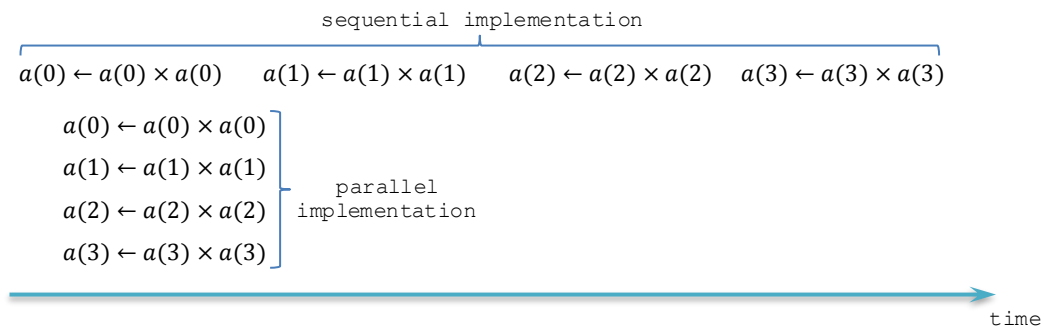 sequential implementation
a(0) ← a(0) × a(0) a(1) ← a(1) × a(1) a(2) ← a(2) × a(2) a(3) ← a(3) × a(3)
a(0) ← a(0) × a(0)
a(1) ← a(1) × a(1)
a(2) ← a(2) × a(2)
a(3) ← a(3) × a(3)
parallel
implementation
time